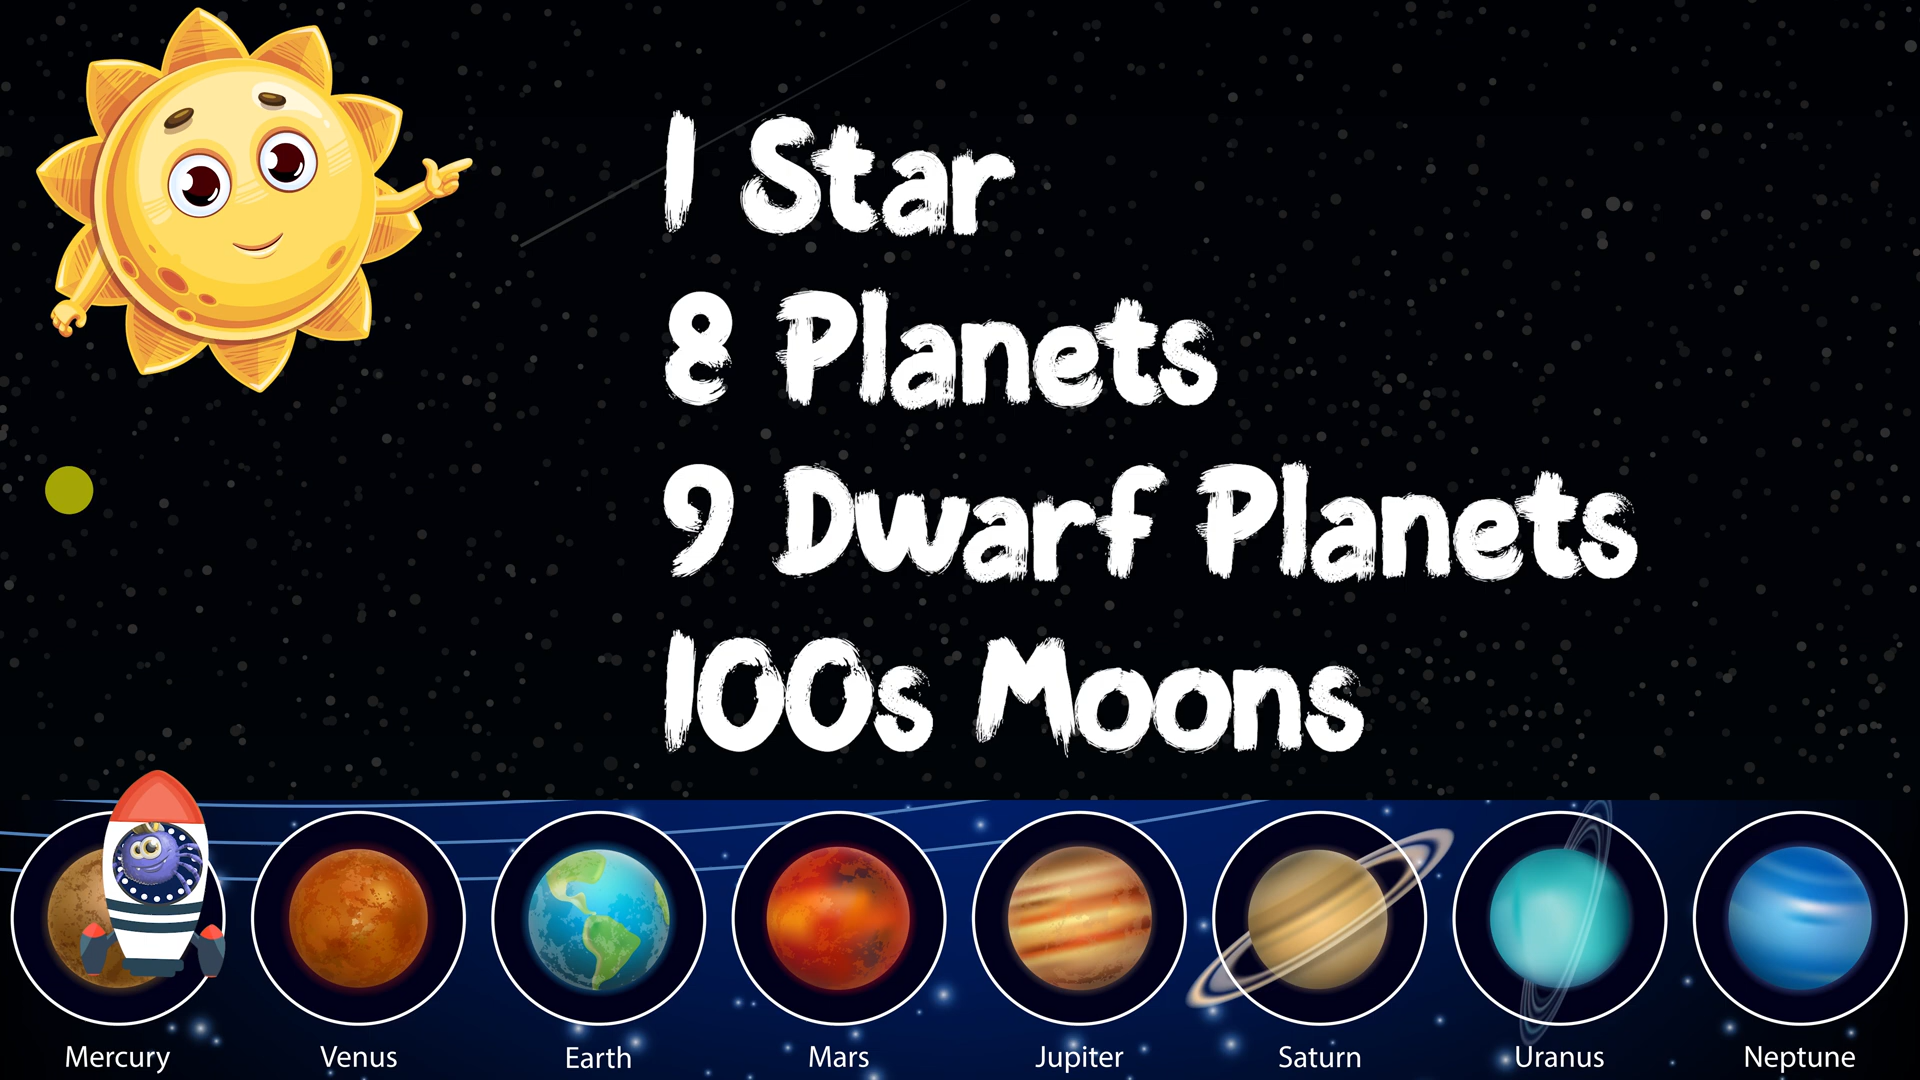 1 Star
8 Planets
9 Dwarf Planets
100s Moons
Mercury
Venus
Earth
Mars
Jupiter
Saturn
Uranus
Neptune